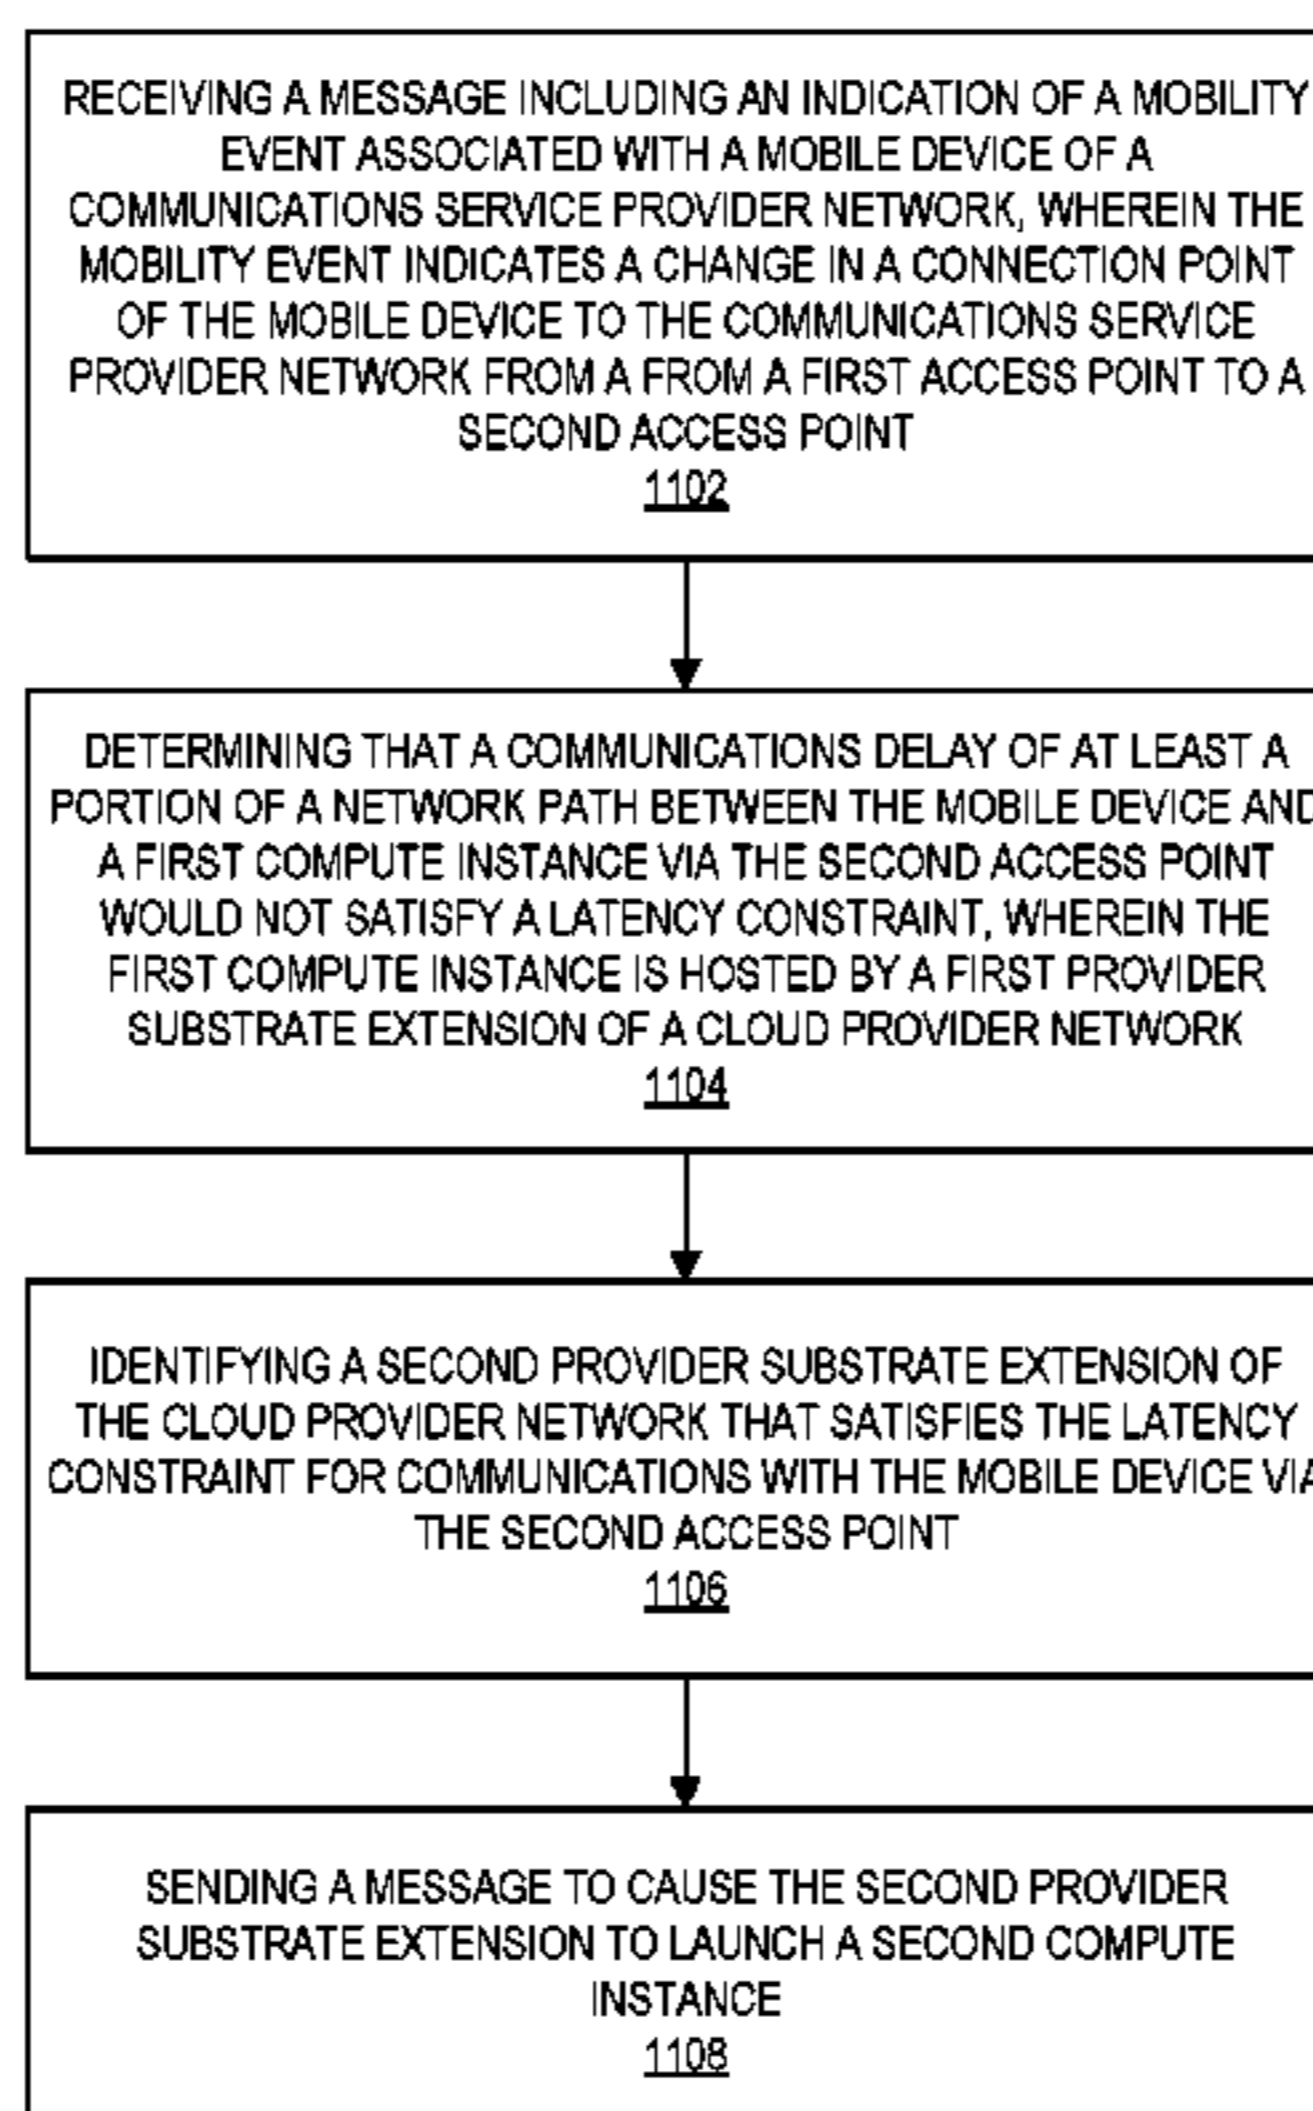 RECEIVING A MESSAGE INCLUDING AN INDICATION OF A MOBILITY
EVENT ASSOCIATED WITH A MOBILE DEVICE OF A
COMMUNICATIONS SERVICE PROVIDER NETWORK, WHEREIN THE
MOBILITY EVENT INDICATES A CHANGE IN A CONNECTION POINT
OF THE MOBILE DEVICE TO THE COMMUNICATIONS SERVICE
PROVIDER NETWORK FROM A FROM A FIRST ACCESS POINT TO A
SECOND ACCESS POINT
1102
DETERMINING THAT A COMMUNICATIONS DELAY OF AT LEAST A
PORTION OF A NETWORK PATH BETWEEN THE MOBILE DEVICE AND
A FIRST COMPUTE INSTANCE VIA THE SECOND ACCESS POINT
WOULD NOT SATISFY A LATENCY CONSTRAINT, WHEREIN THE
FIRST COMPUTE INSTANCE IS HOSTED BY A FIRST PROVIDER
SUBSTRATE EXTENSION OF A CLOUD PROVIDER NETWORK
1104
IDENTIFYING A SECOND PROVIDER SUBSTRATE EXTENSION OF
THE CLOUD PROVIDER NETWORK THAT SATISFIES THE LATENCY
CONSTRAINT FOR COMMUNICATIONS WITH THE MOBILE DEVICE VIA
THE SECOND ACCESS POINT
1106
SENDING A MESSAGE TO CAUSE THE SECOND PROVIDER
SUBSTRATE EXTENSION TO LAUNCH A SECOND COMPUTE
INSTANCE
1108